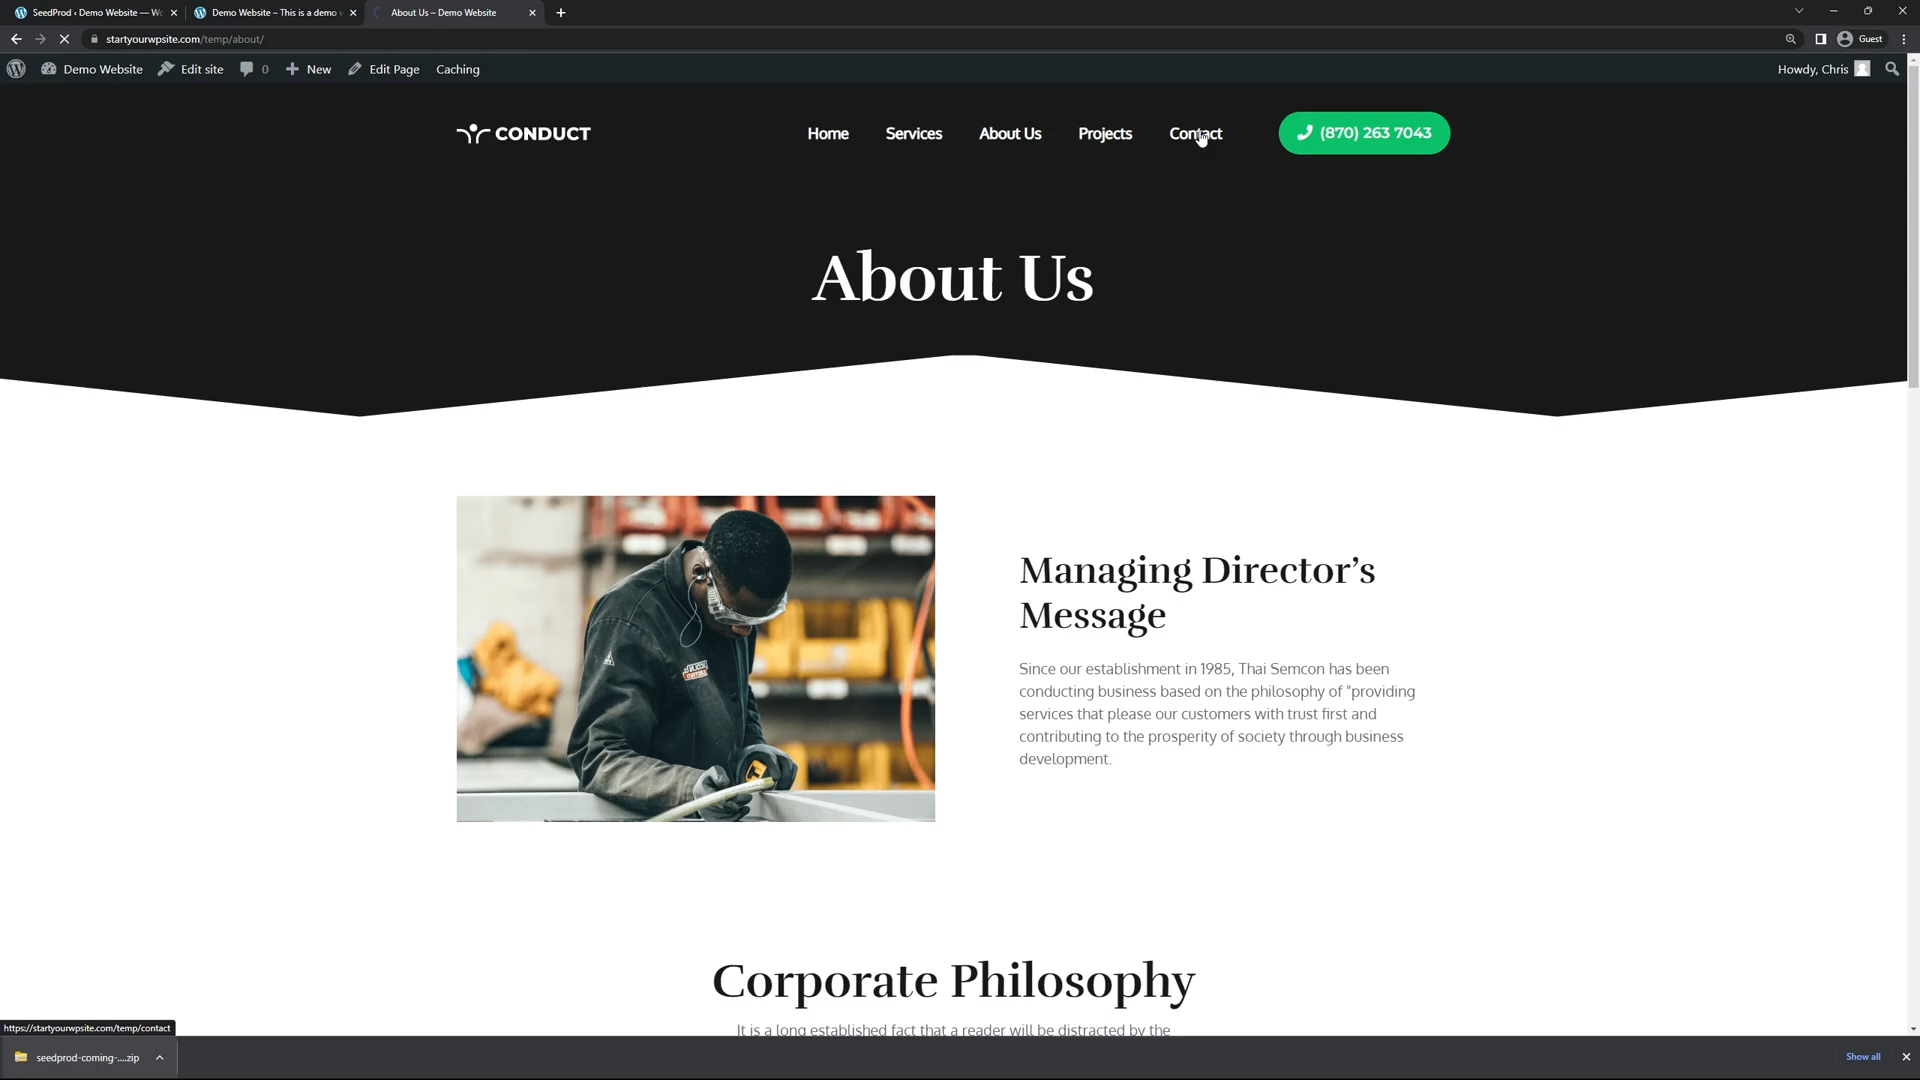 SeedProd ‹ Demo Website — Wo
Demo Website – This is a demo w
About Us – Demo Website
startyourwpsite.com/temp/about/
Guest
Demo Website
Edit site
0
New
Edit Page
Caching
Howdy, Chris
CONDUCT
Home
Services
About Us
Projects
Contact
(870) 263 7043
About Us
Managing Director's
Message
Since our establishment in 1985, Thai Semcon has been
conducting business based on the philosophy of "providing
services that please our customers with trust first and
contributing to the prosperity of society through business
development.
Corporate Philosophy
It is a long established fact that a reader will be distracted by the
https://startyourwpsite.com/temp/contact
seedprod-coming-....zip
Show all